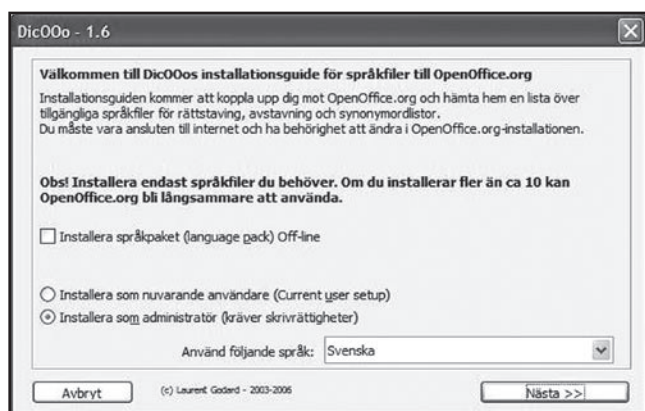 DicOOo - 1.6
Välkommen till DicOOos installationsguide för språkfiler till OpenOffice.org
Installationsguiden kommer att koppla upp dig mot OpenOffice.org och hämta hem en lista över
tillgängliga språkfiler för rättstaving, avstavning och synonymordlistor.
Du måste vara ansluten till internet och ha behörighet att ändra i OpenOffice.org-installationen.
Obs! Installera endast språkfiler du behöver. Om du installerar fler än ca 10 kan
OpenOffice.org bli långsammare att använda.
Installera språkpaket (language pack) Off-line
Installera som nuvarande användare (Current user setup)
Installera som administratör (kräver skrivrättigheter)
Använd följande språk: Svenska
Avbryt (c) Laurent Godard - 2003-2006 Nästa >>